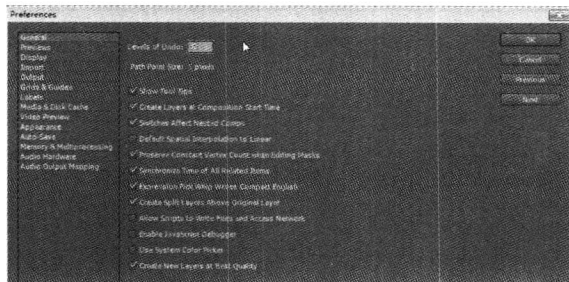 Preferences
General
Previews
Display
Import
Output
Grids & Guides
Labels
Media & Disk Cache
Video Preview
Appearance
Auto-Save
Memory & Multiprocessing
Audio Hardware
Audio Output Mapping
Levels of Undo:
Path Point Size: 5 pixels
Show Tool Tips
Create Layers at Composition Start Time
Switches Affect Nested Comps
Default Spatial Interpolation to Linear
Preserve Constant Vertex Count when Editing Masks
Synchronize Time of All Related Items
Expression Pick Whip Writes Compact English
Create Split Layers Above Original Layer
Allow Scripts to Write Files and Access Network
Enable JavaScript Debugger
Use System Color Picker
Create New Layers at Best Quality
OK
Cancel
Previous
Next